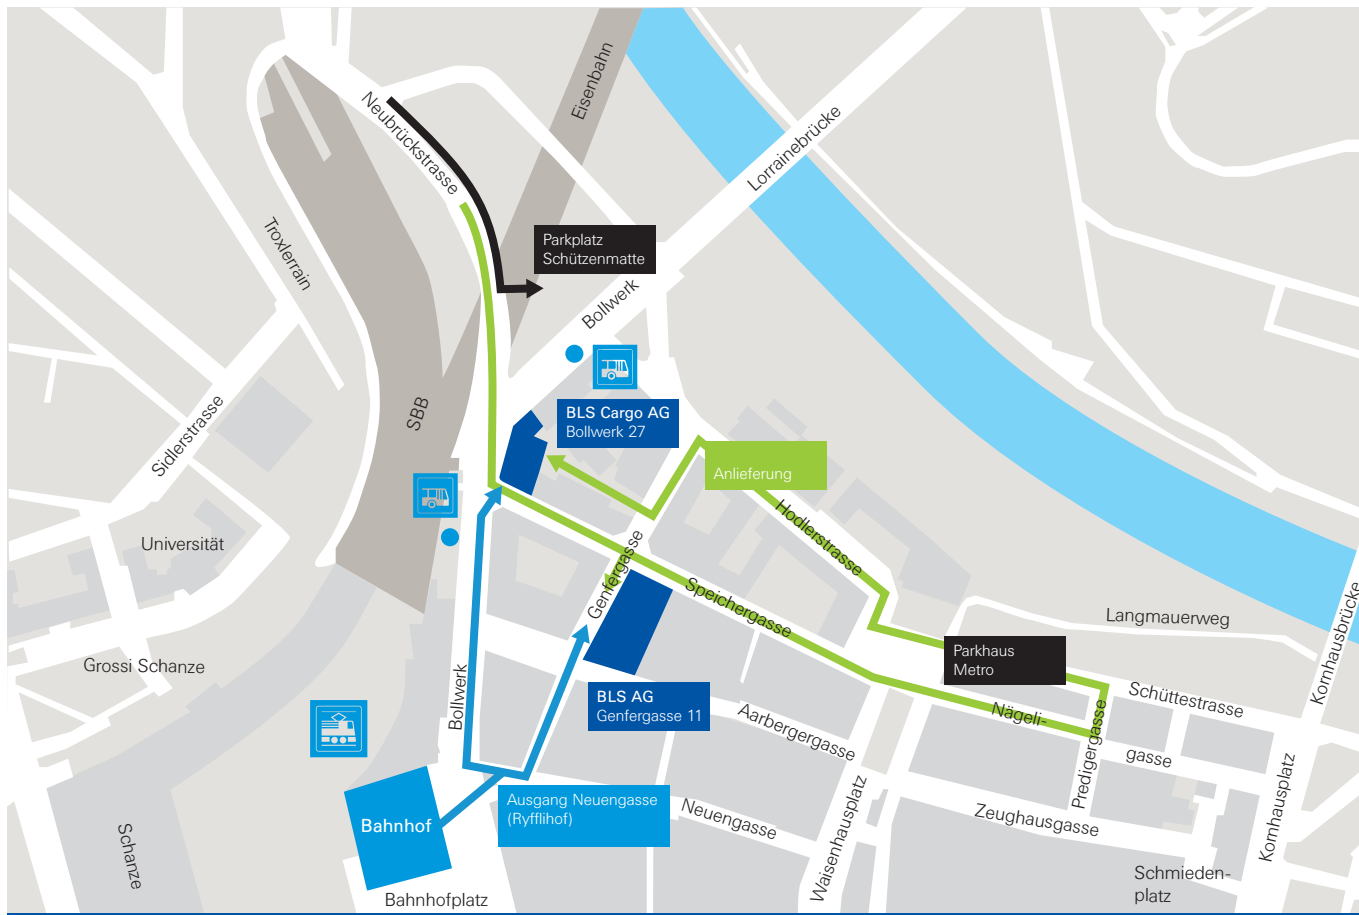 Eisenbahn
Neubrückstrasse
Lorrainebrücke
Troxlerrain
Parkplatz
Schützenmatte
Bollwerk
SBB
Sidlerstrasse
BLS Cargo AG
Bollwerk 27
Anlieferung
Hodlerstrasse
Universität
Genfergasse
Speichergasse
Langmauerweg
Kornhausbrücke
Grossi Schanze
Parkhaus
Metro
Bollwerk
BLS AG
Genfergasse 11
Schüttestrasse
Nägeli-
gasse
Aarbergergasse
Predigergasse
Ausgang Neuengasse
(Ryfflihof)
Bahnhof
Neuengasse
Zeughausgasse
Waisenhausplatz
Kornhausplatz
Schanze
Schmieden-
platz
Bahnhofplatz